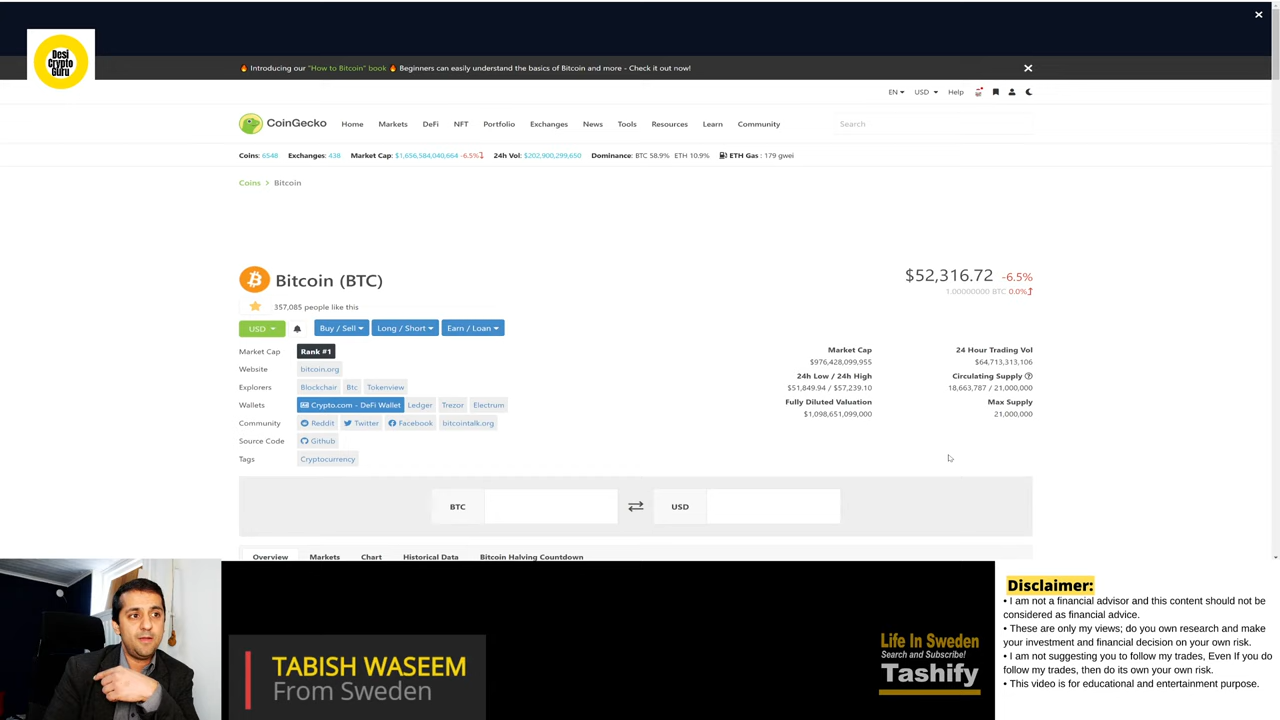 Desi
Crypto
Guru
Introducing our "How to Bitcoin" book Beginners can easily understand the basics of Bitcoin and more - Check it out now!
EN USD Help
CoinGecko Home Markets DeFi NFT Portfolio Exchanges News Tools Resources Learn Community Search
Coins: 6548 Exchanges: 438 Market Cap: $1,656,584,040,664 -6.5% 24h Vol: $202,900,299,650 Dominance: BTC 58.9% ETH 10.9% ETH Gas : 179 gwei
Coins > Bitcoin
Bitcoin (BTC)
$52,316.72 -6.5%
1.00000000 BTC 0.0%
357,085 people like this
USD Buy / Sell Long / Short Earn / Loan
Market Cap Rank #1
Website bitcoin.org
Explorers Blockchair Btc Tokenview
Wallets Crypto.com - DeFi Wallet Ledger Trezor Electrum
Community Reddit Twitter Facebook bitcointalk.org
Source Code Github
Tags Cryptocurrency
Market Cap 24 Hour Trading Vol
$976,428,099,955 $64,713,313,106
24h Low / 24h High Circulating Supply
$51,849.94 / $57,239.10 18,663,787 / 21,000,000
Fully Diluted Valuation Max Supply
$1,098,651,099,000 21,000,000
BTC USD
Overview Markets Chart Historical Data Bitcoin Halving Countdown
TABISH WASEEM
From Sweden
Life In Sweden
Search and Subscribe!
Tashify
Disclaimer:
• I am not a financial advisor and this content should not be
considered as financial advice.
• These are only my views; do you own research and make
your investment and financial decision on your own risk.
• I am not suggesting you to follow my trades, Even If you do
follow my trades, then do its own your own risk.
• This video is for educational and entertainment purpose.